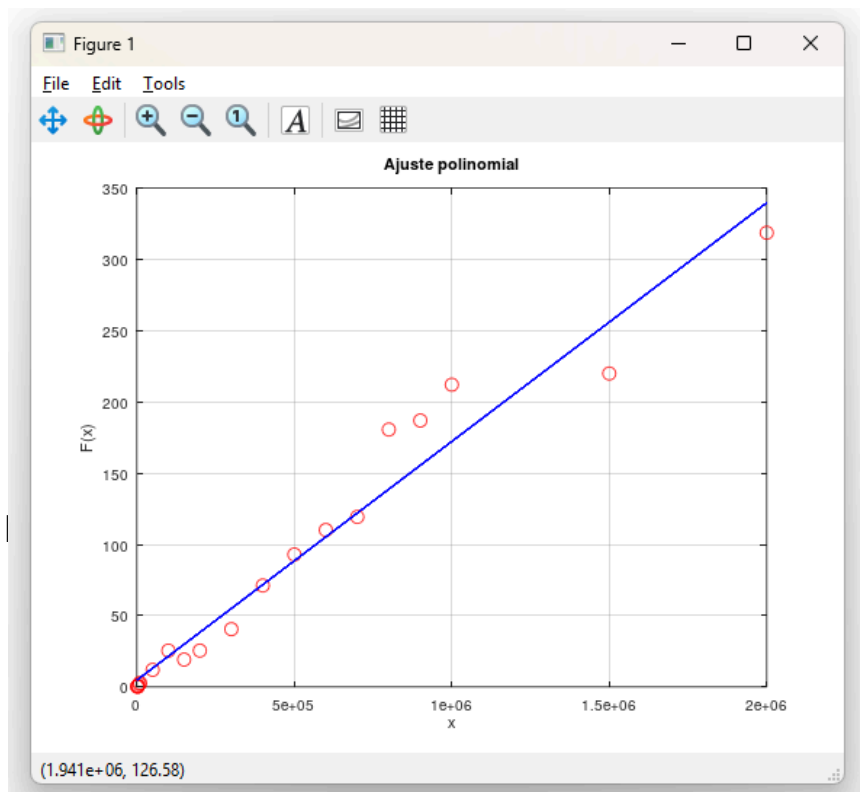 Figure 1
File Edit Tools
1
A
Ajuste polinomial
350
300
250
200
150
100
50
0
F(x)
0 5e+05 1e+06 1.5e+06 2e+06
x
(1.941e+06, 126.58)